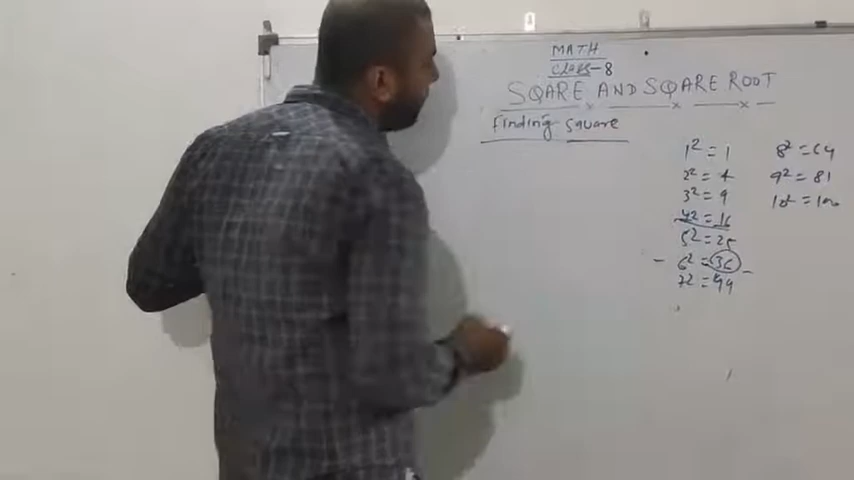 MATH
CLASS-8
SQARE AND SQARE ROOT
Finding square
1² = 1
2² = 4
3² = 9
4² = 16
5² = 25
6² = 36
7² = 49
8² = 64
9² = 81
10² = 100